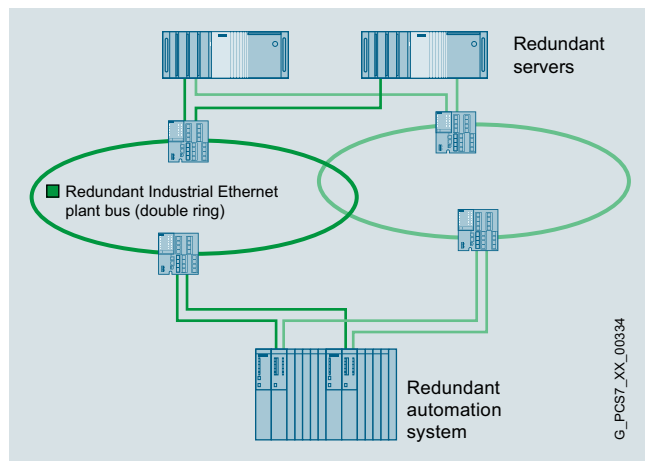 Redundant
servers
Redundant Industrial Ethernet
plant bus (double ring)
Redundant
automation
system
G_PCS7_XX_00334